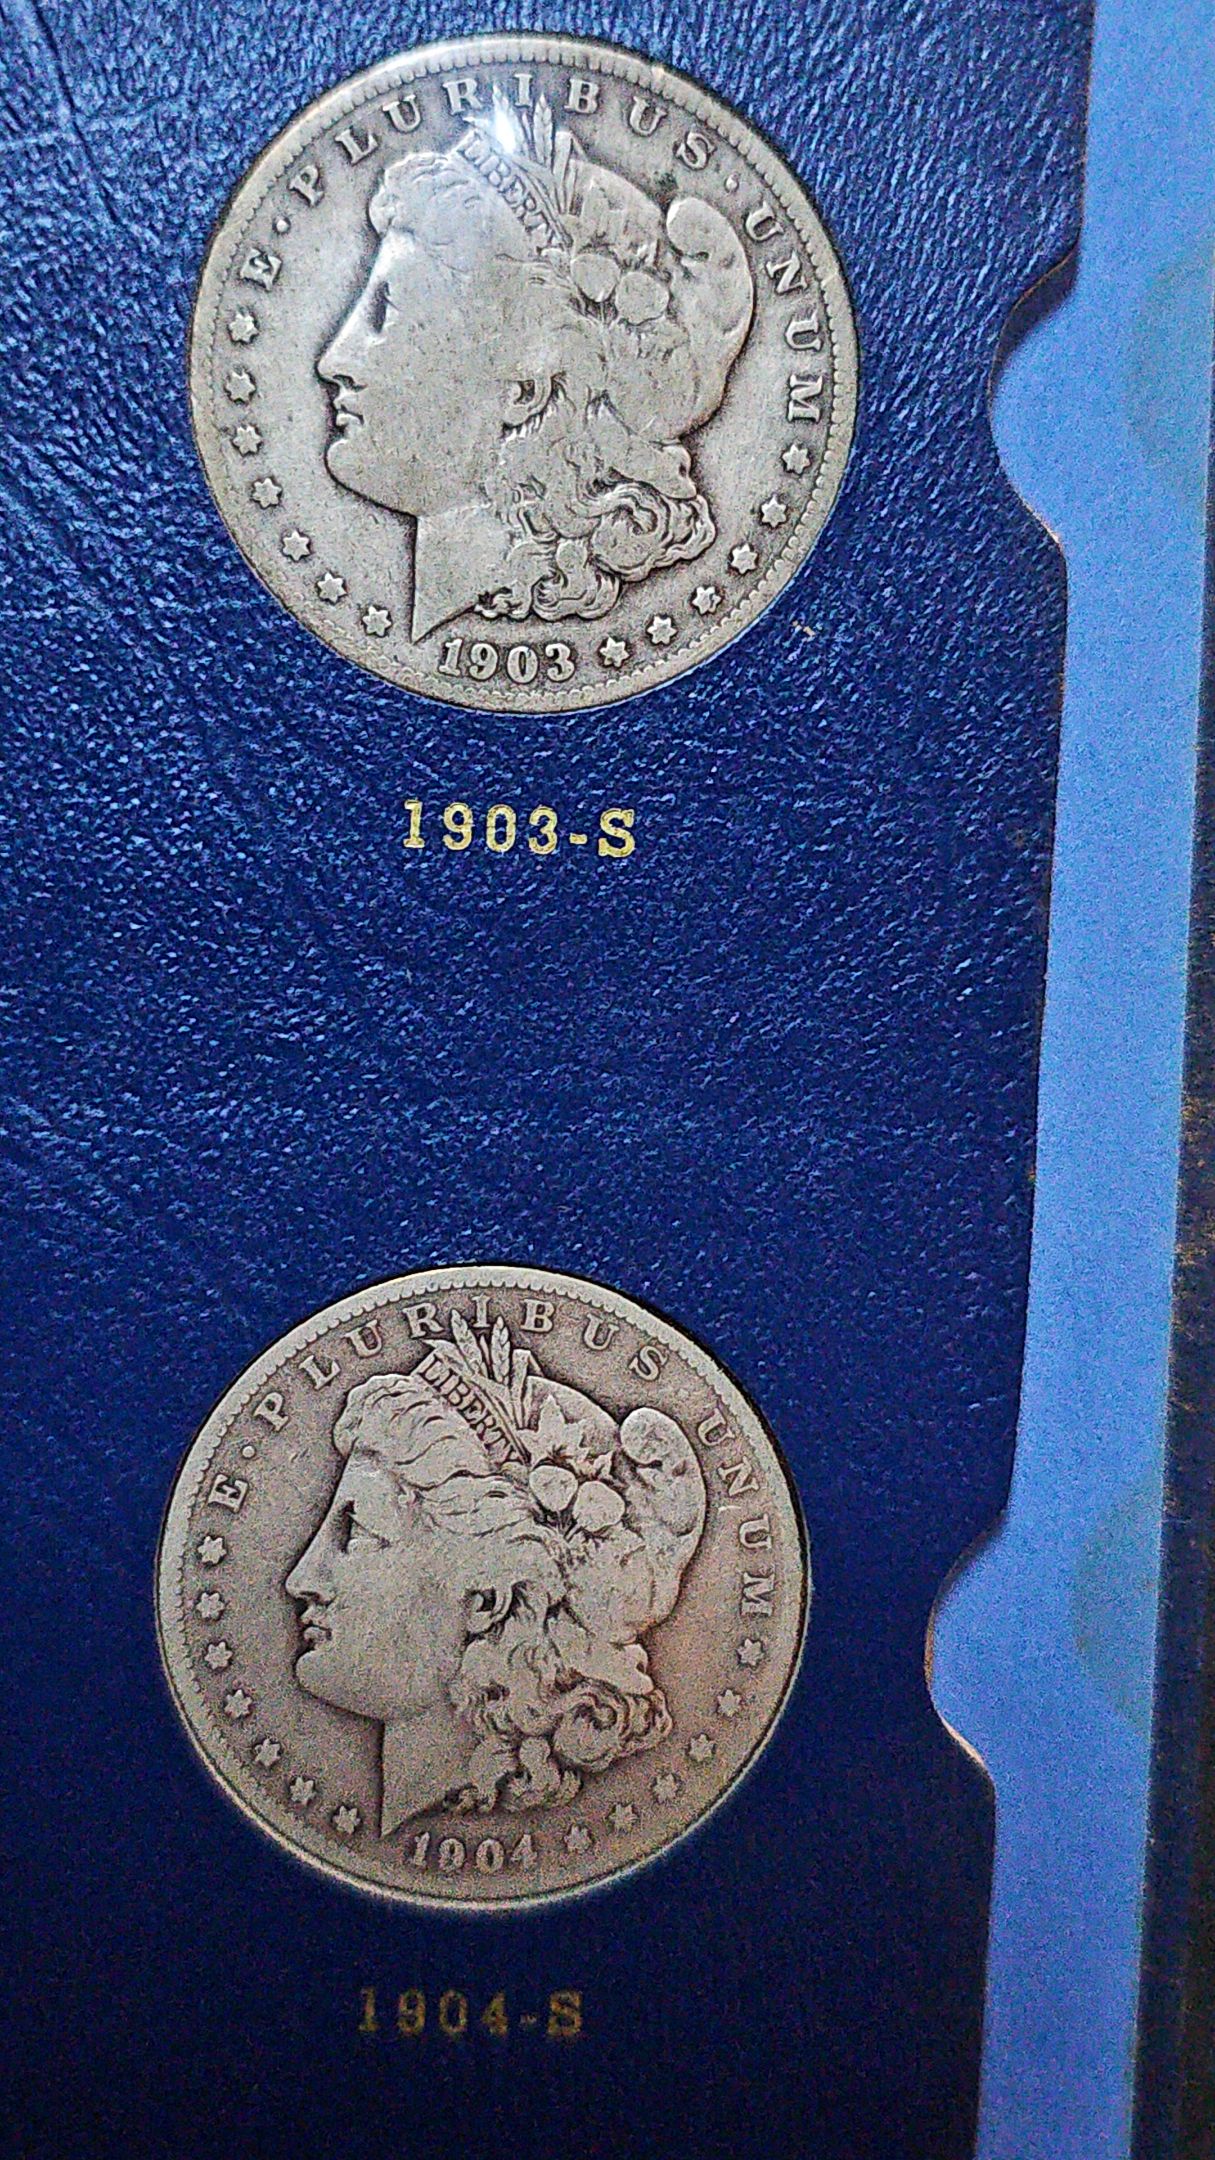 E · PLURIBUS · UNUM
LIBERTY
1903
1903-S
E · PLURIBUS · UNUM
LIBERTY
1904
1904-S